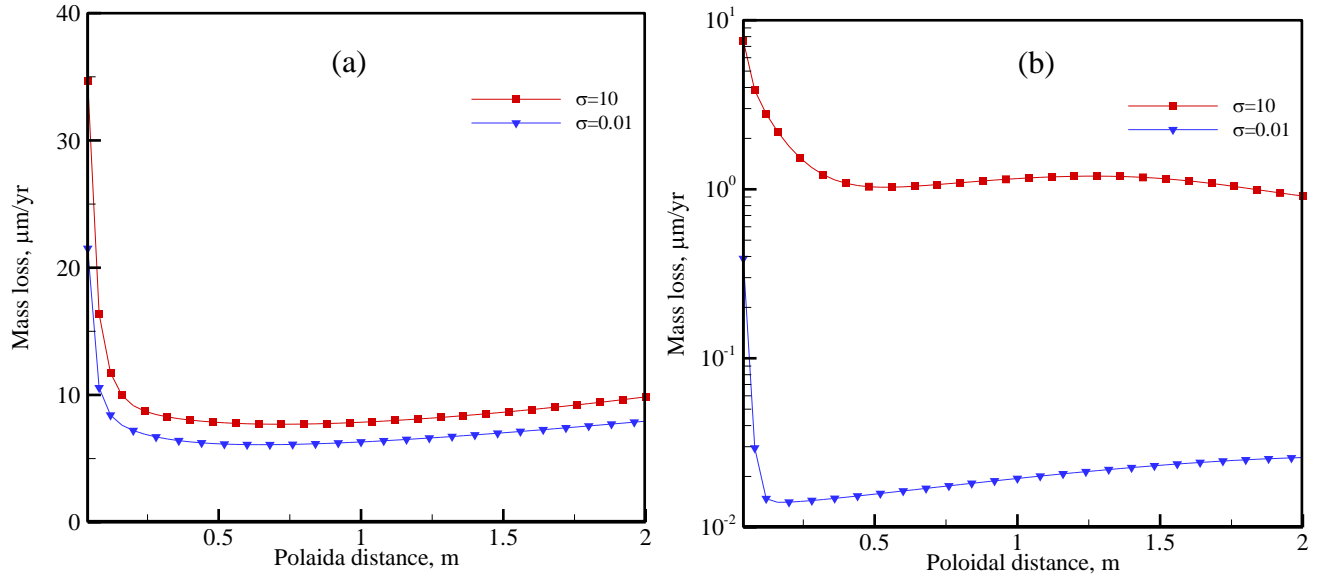 (a)
σ=10
σ=0.01
Mass loss, μm/yr
40
30
20
10
0
0.5
1
1.5
2
Polaida distance, m
(b)
σ=10
σ=0.01
Mass loss, μm/yr
10¹
10⁰
10⁻¹
10⁻²
0.5
1
1.5
2
Poloidal distance, m